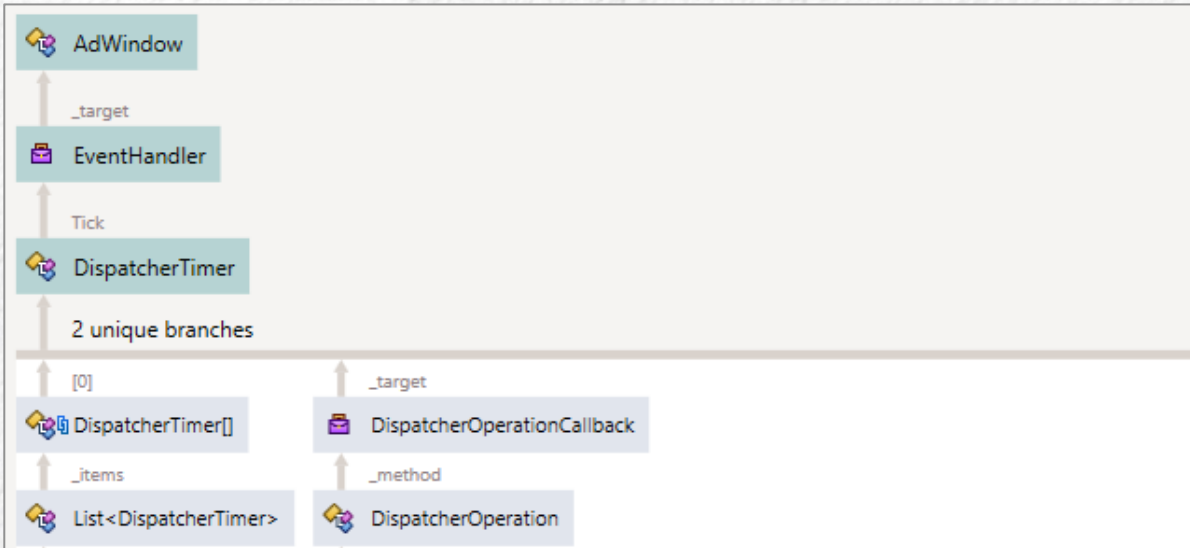 AdWindow
_target
EventHandler
Tick
DispatcherTimer
2 unique branches
[0]
_target
DispatcherTimer[]
DispatcherOperationCallback
_items
_method
List<DispatcherTimer>
DispatcherOperation